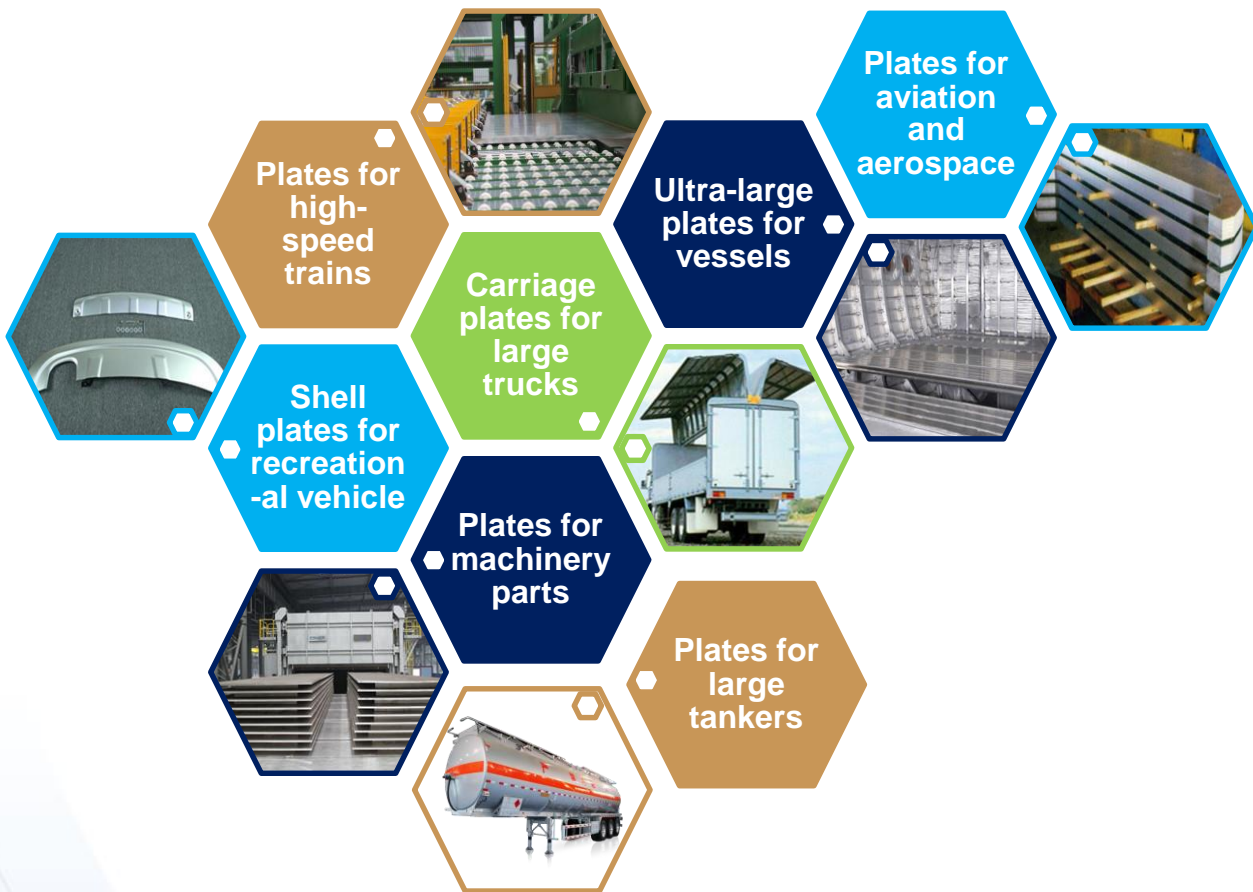 Plates for
aviation
and
aerospace
Plates for
high-
speed
trains
Ultra-large
plates for
vessels
Carriage
plates for
large
trucks
Shell
plates for
recreation
-al vehicle
Plates for
machinery
parts
Plates for
large
tankers